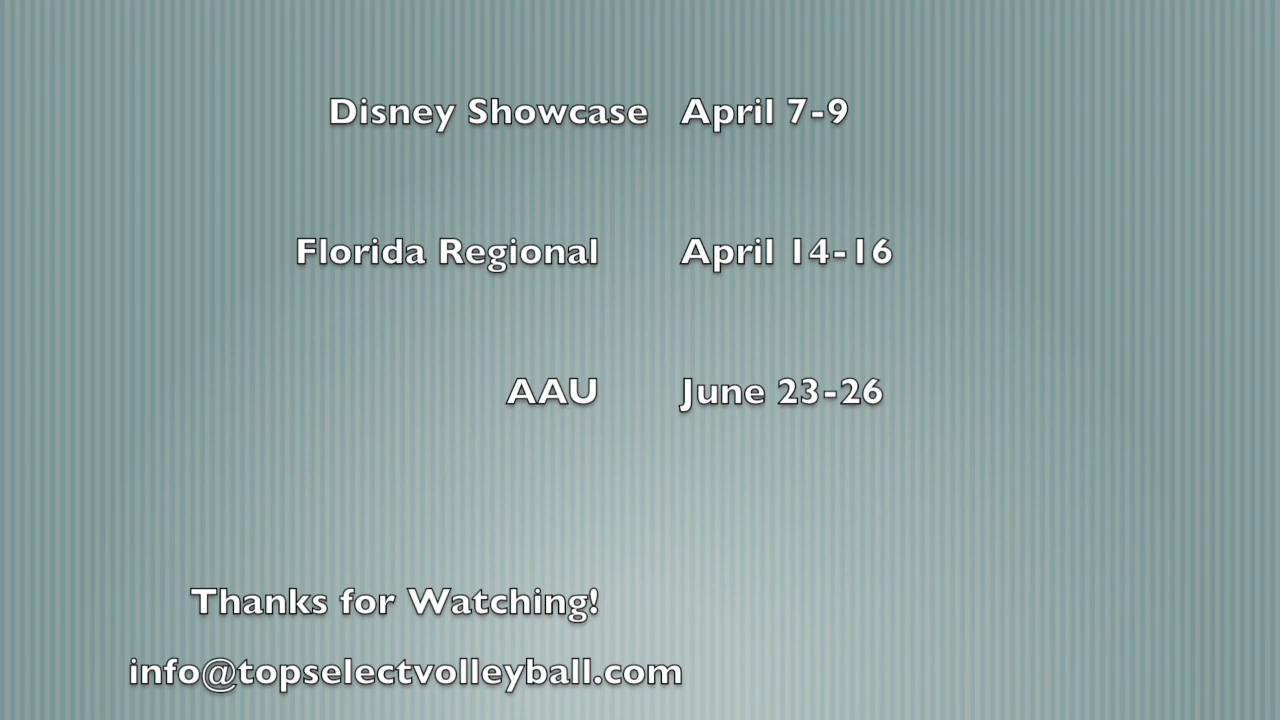 Disney Showcase April 7-9
Florida Regional April 14-16
AAU June 23-26
Thanks for Watching!
info@topselectvolleyball.com